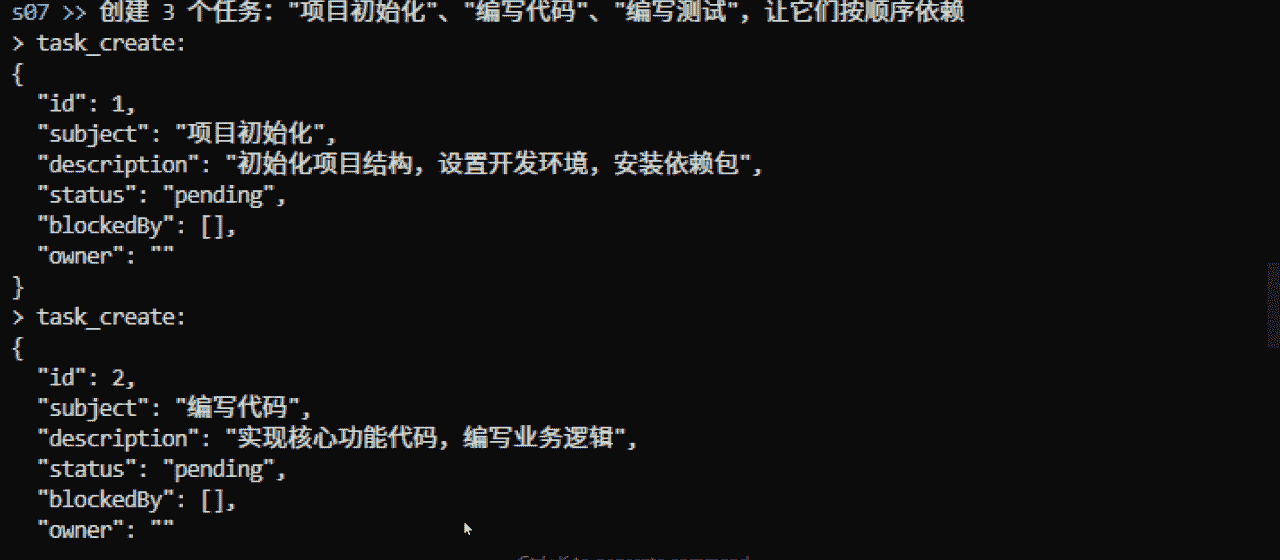 s07 >> 创建 3 个任务："项目初始化"、"编写代码"、"编写测试"，让它们按顺序依赖
> task_create:
{
  "id": 1,
  "subject": "项目初始化",
  "description": "初始化项目结构，设置开发环境，安装依赖包",
  "status": "pending",
  "blockedBy": [],
  "owner": ""
}
> task_create:
{
  "id": 2,
  "subject": "编写代码",
  "description": "实现核心功能代码，编写业务逻辑",
  "status": "pending",
  "blockedBy": [],
  "owner": ""